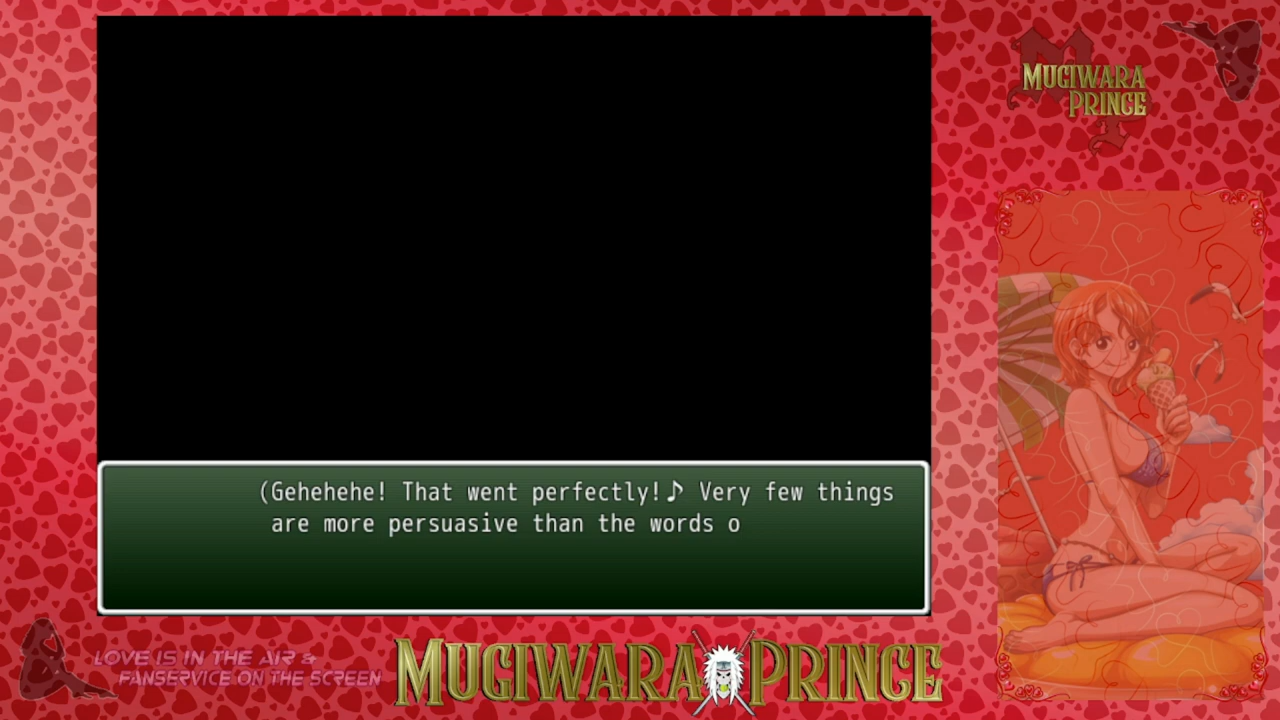 MUGIWARA
PRINCE
(Gehehehe! That went perfectly!♪ Very few things
are more persuasive than the words o
LOVE IS IN THE AIR &
FANSERVICE ON THE SCREEN
MUGIWARA PRINCE